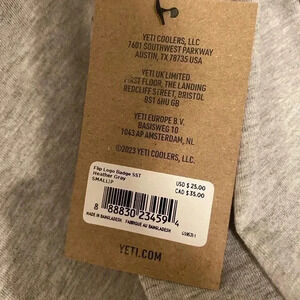 YETI COOLERS, LLC
7601 SOUTHWEST PARKWAY
AUSTIN, TX 78735 USA
YETI UK LIMITED
FIRST FLOOR, THE LANDING
REDCLIFF STREET, BRISTOL
BS1 6HU GB
YETI EUROPE B.V.
BASISWEG 10
1043 AP AMSTERDAM, NL
©2023 YETI COOLERS, LLC.
Flip Logo Badge SST
Heather Gray
SMALL
USD $ 25.00
CAD $ 35.00
8 88830 23459 4
MADE IN BANGLADESH. FABRIQUÉ AU BANGLADESH.
YETI.COM